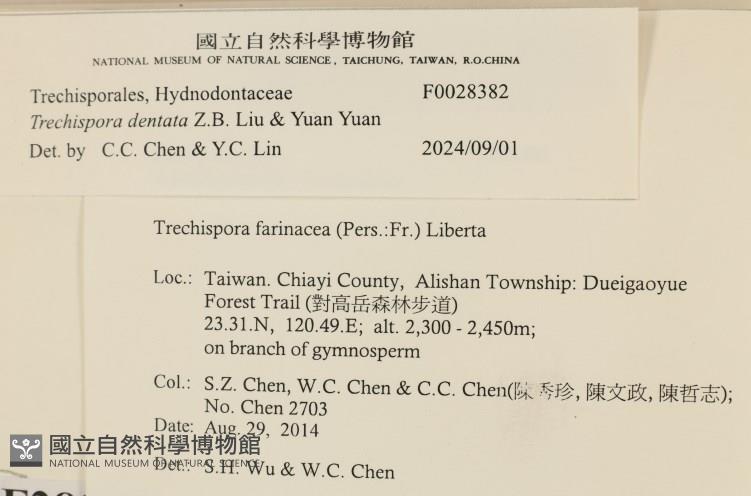 國立自然科學博物館
NATIONAL MUSEUM OF NATURAL SCIENCE, TAICHUNG, TAIWAN, R.O.CHINA
Trechisporales, Hydnodontaceae F0028382
Trechispora dentata Z.B. Liu & Yuan Yuan
Det. by C.C. Chen & Y.C. Lin 2024/09/01
Trechispora farinacea (Pers.:Fr.) Liberta
Loc.: Taiwan. Chiayi County, Alishan Township: Dueigaoyue
Forest Trail (對高岳森林步道)
23.31.N, 120.49.E; alt. 2,300 - 2,450m;
on branch of gymnosperm
Col.: S.Z. Chen, W.C. Chen & C.C. Chen(陳秀珍, 陳文政, 陳哲志);
No. Chen 2703
Date: Aug. 29, 2014
國立自然科學博物館
NATIONAL MUSEUM OF NATURAL SCIENCE
Det.: S.H. Wu & W.C. Chen